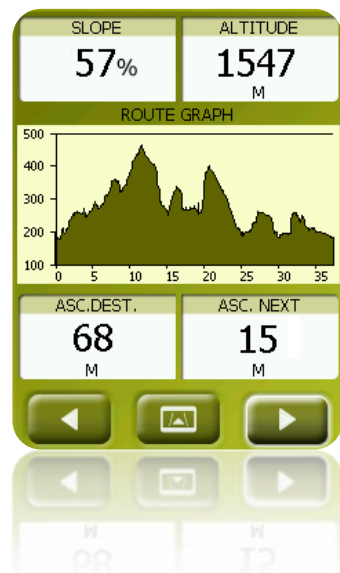 SLOPE ALTITUDE
57% 1547
M
ROUTE GRAPH
500
400
300
200
100
0 5 10 15 20 25 30 35
ASC.DEST. ASC. NEXT
68 15
M M